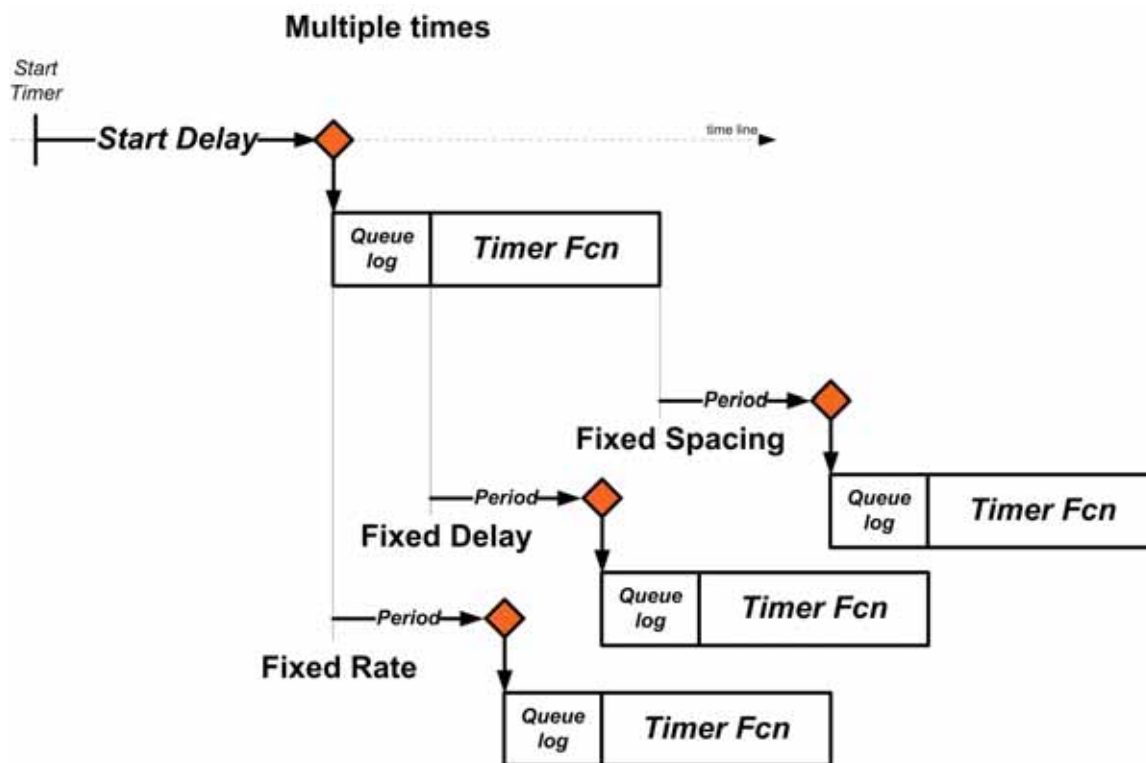 Multiple times
Start
Timer
Start Delay
time line
Queue
log
Timer Fcn
Period
Fixed Spacing
Queue
log
Timer Fcn
Period
Fixed Delay
Queue
log
Timer Fcn
Period
Fixed Rate
Queue
log
Timer Fcn